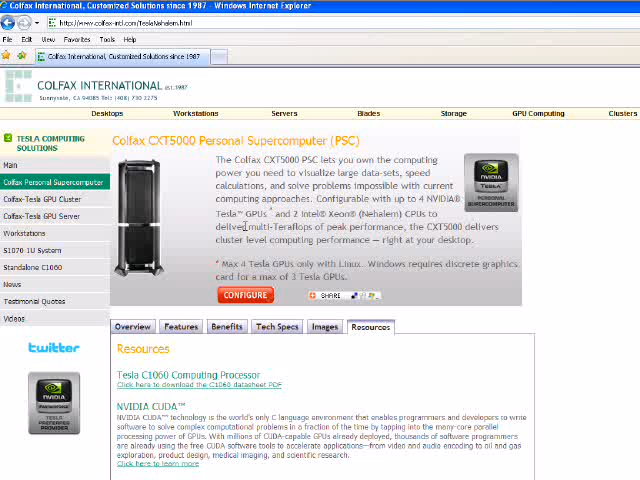 Colfax International, Customized Solutions since 1987 - Windows Internet Explorer
http://www.colfax-intl.com/TeslaNehalem.html
File Edit View Favorites Tools Help
Colfax International, Customized Solutions since 1987
COLFAX INTERNATIONAL EST.1987
Sunnyvale, CA 94085 Tel: (408) 730 2275
Desktops Workstations Servers Blades Storage GPU Computing Clusters
TESLA COMPUTING
SOLUTIONS
Main
Colfax Personal Supercomputer
Colfax-Tesla GPU Cluster
Colfax-Tesla GPU Server
Workstations
S1070 1U System
Standalone C1060
News
Testimonial Quotes
Videos
twitter
NVIDIA
TESLA
PREFERRED
PROVIDER
Colfax CXT5000 Personal Supercomputer (PSC)
The Colfax CXT5000 PSC lets you own the computing
power you need to visualize large data-sets, speed
calculations, and solve problems impossible with current
computing approaches. Configurable with up to 4 NVIDIA®
Tesla™ GPUs * and 2 Intel® Xeon® (Nehalem) CPUs to
deliver multi-Teraflops of peak performance, the CXT5000 delivers
cluster level computing performance — right at your desktop.
* Max 4 Tesla GPUs only with Linux. Windows requires discrete graphics
card for a max of 3 Tesla GPUs.
NVIDIA
TESLA
PERSONAL
SUPERCOMPUTER
CONFIGURE
SHARE
Overview Features Benefits Tech Specs Images Resources
Resources
Tesla C1060 Computing Processor
Click here to download the C1060 datasheet PDF
NVIDIA CUDA™
NVIDIA CUDA™ technology is the world's only C language environment that enables programmers and developers to write
software to solve complex computational problems in a fraction of the time by tapping into the many-core parallel
processing power of GPUs. With millions of CUDA-capable GPUs already deployed, thousands of software programmers
are already using the free CUDA software tools to accelerate applications—from video and audio encoding to oil and gas
exploration, product design, medical imaging, and scientific research.
Click here to learn more